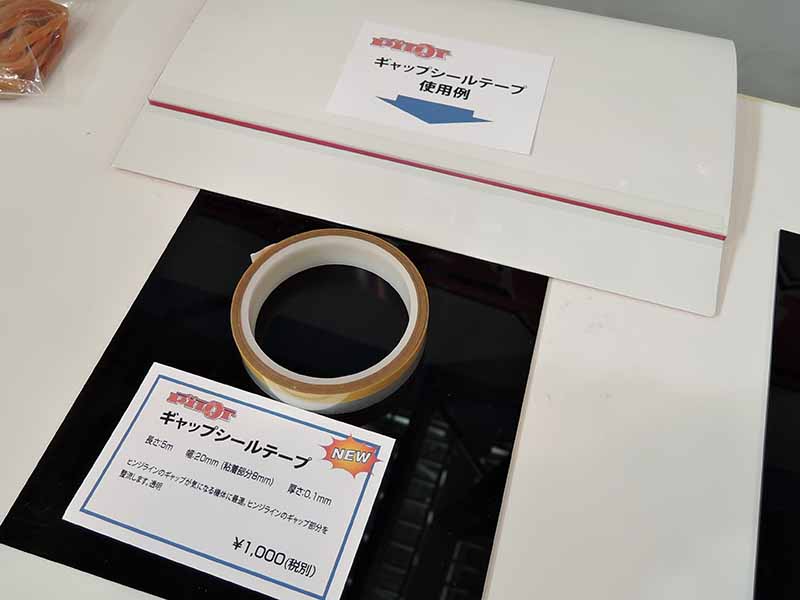 PILOT
ギャップシールテープ
使用例
PILOT
ギャップシールテープ
NEW
長さ:5m 幅:20mm (粘着部分8mm) 厚さ:0.1mm
ヒンジラインのギャップが気になる機体に最適。ヒンジラインのギャップ部分を
整流します。透明
¥1,000(税別)